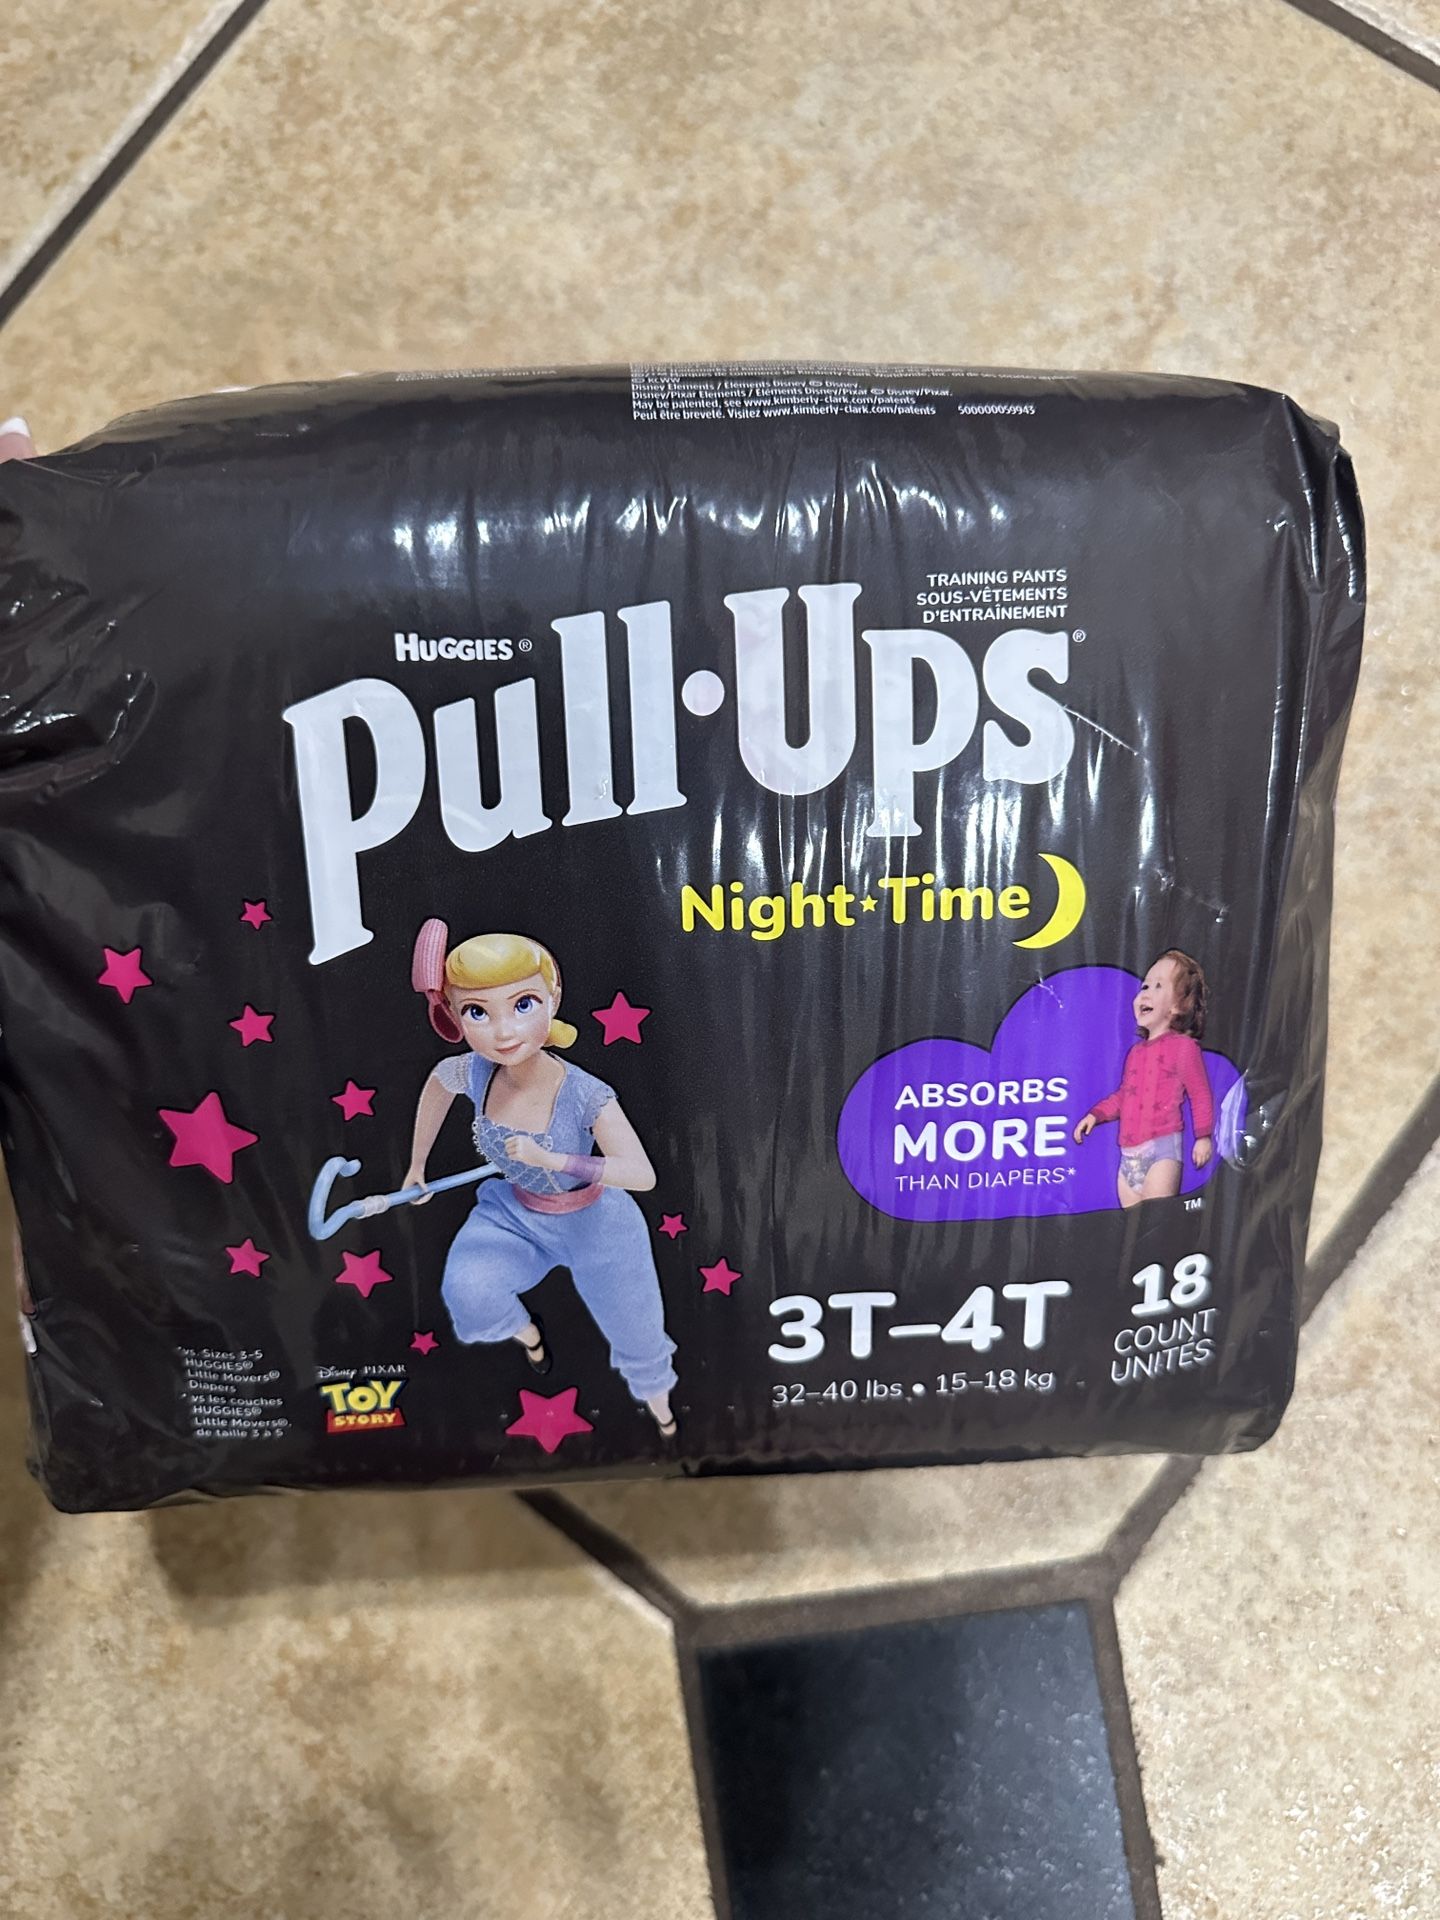 © KCWW
Disney Elements / Éléments Disney © Disney
Disney/Pixar Elements / Éléments Disney/Pixar © Disney/Pixar.
May be patented, see www.kimberly-clark.com/patents
Peut être breveté. Visitez www.kimberly-clark.com/patents 500000059943
TRAINING PANTS
SOUS-VÊTEMENTS
D'ENTRAÎNEMENT
HUGGIES®
Pull·Ups®
Night★Time
ABSORBS
MORE
THAN DIAPERS*
TM
3T–4T
32–40 lbs • 15–18 kg
18
COUNT
UNITÉS
*vs. Sizes 3-5
HUGGIES®
Little Movers®
Diapers
* vs les couches
HUGGIES®
Little Movers®,
de taille 3 à 5
Disney PIXAR
TOY
STORY